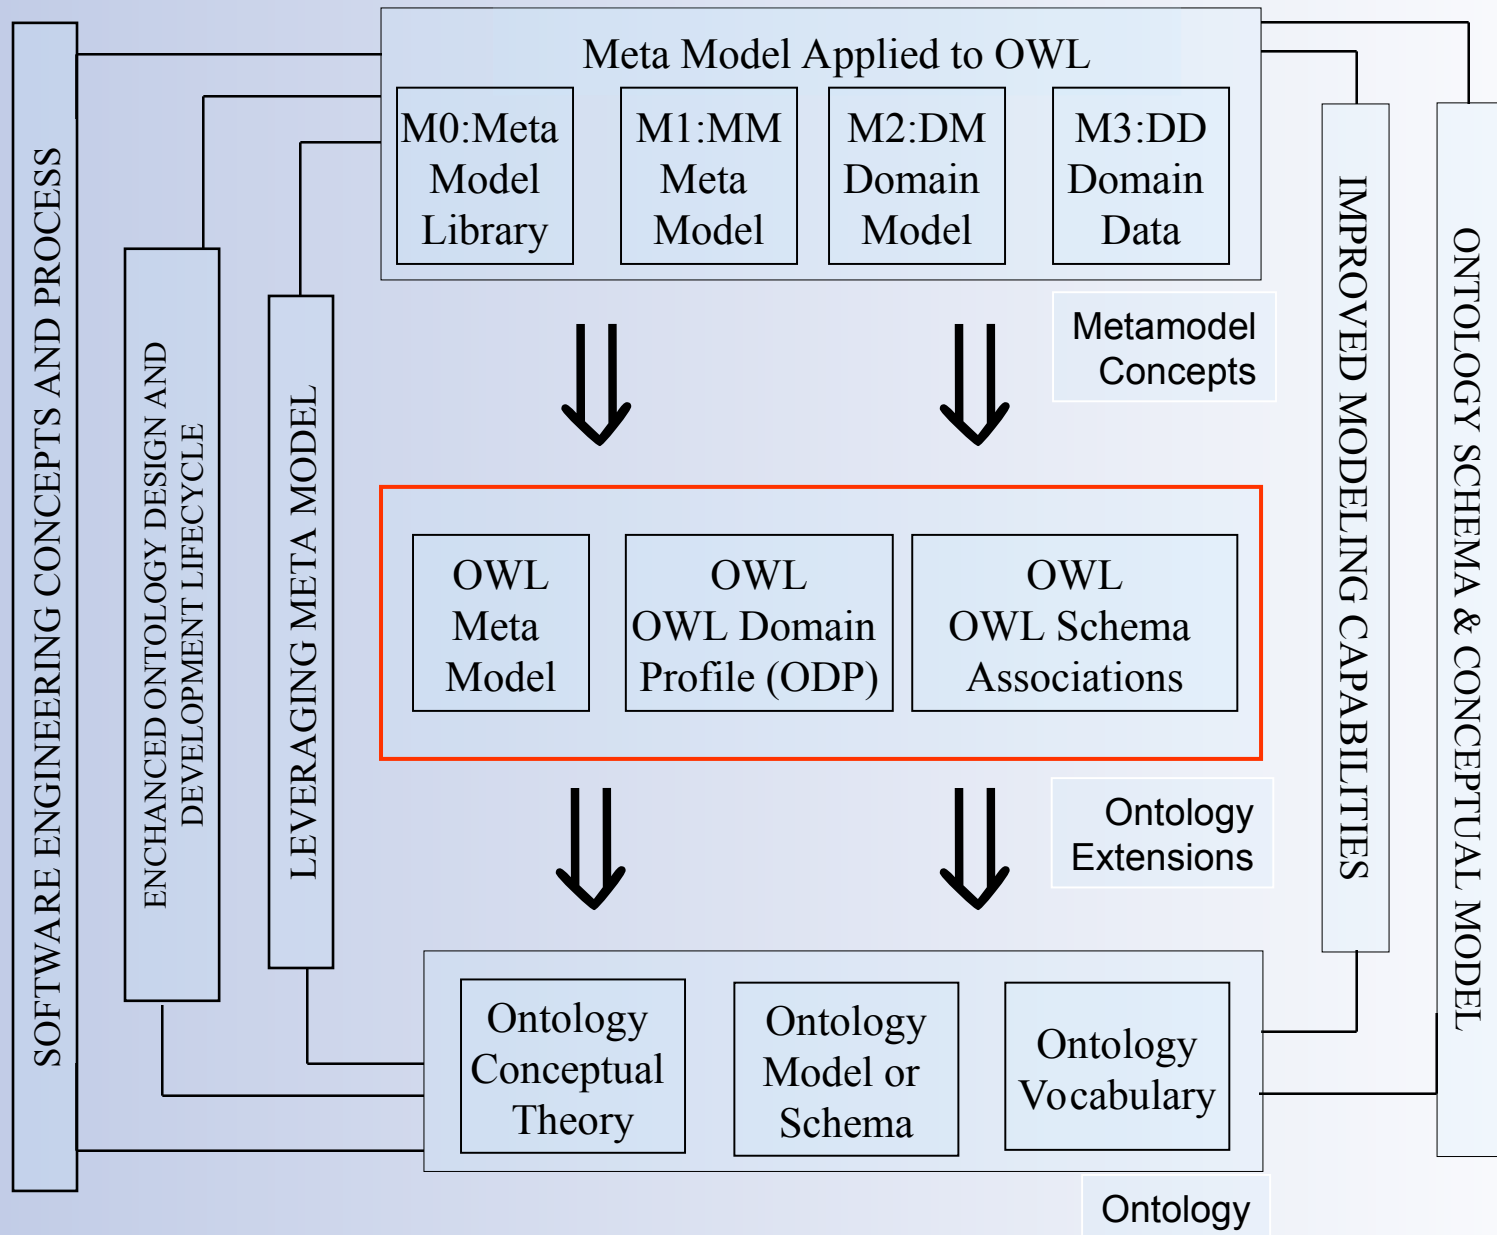 SOFTWARE ENGINEERING CONCEPTS AND PROCESS
ENCHANCED ONTOLOGY DESIGN AND
DEVELOPMENT LIFECYCLE
LEVERAGING META MODEL
Meta Model Applied to OWL
M0:Meta
Model
Library
M1:MM
Meta
Model
M2:DM
Domain
Model
M3:DD
Domain
Data
Metamodel
Concepts
OWL
Meta
Model
OWL
OWL Domain
Profile (ODP)
OWL
OWL Schema
Associations
Ontology
Extensions
Ontology
Conceptual
Theory
Ontology
Model or
Schema
Ontology
Vocabulary
Ontology
IMPROVED MODELING CAPABILITIES
ONTOLOGY SCHEMA & CONCEPTUAL MODEL